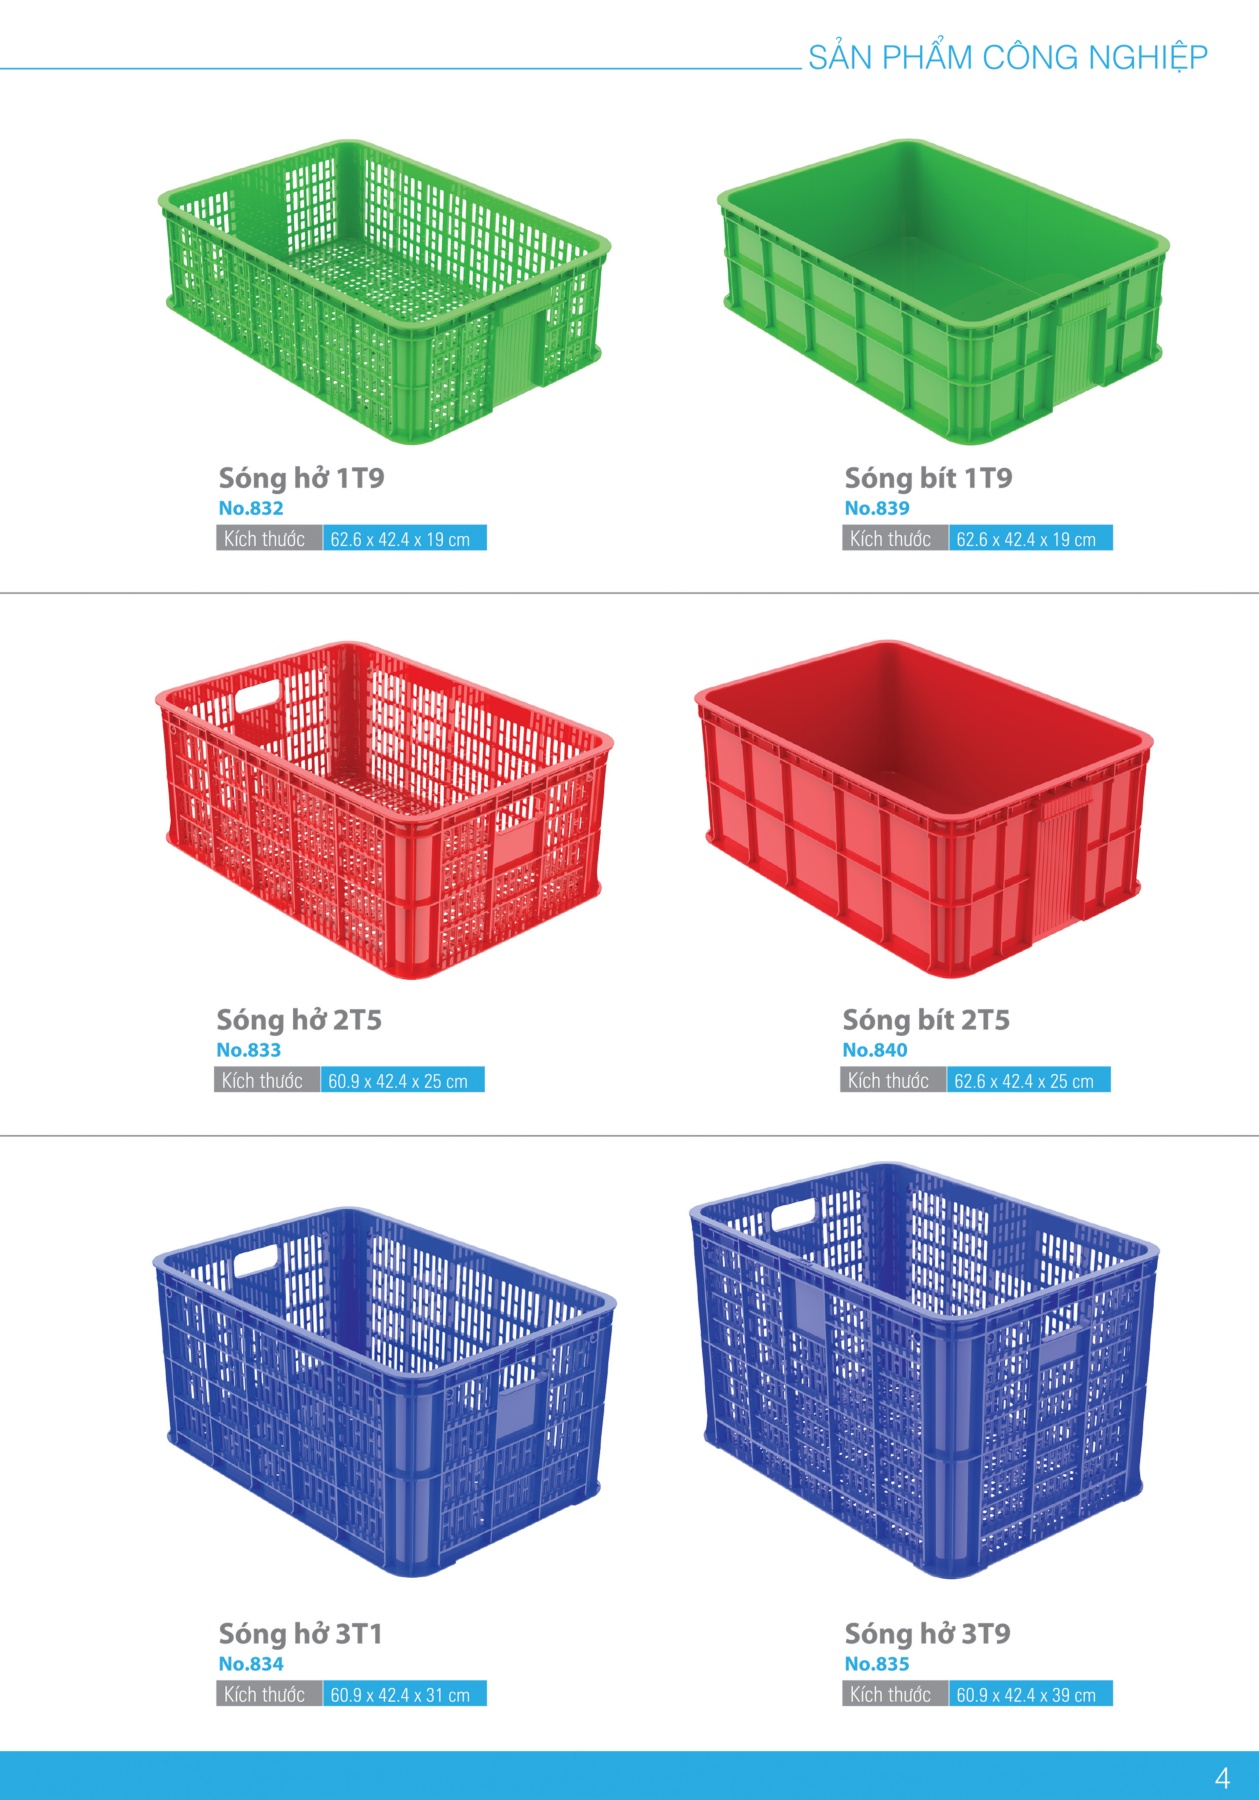 SẢN PHẨM CÔNG NGHIỆP
Sóng hở 1T9
No.832
Kích thước 62.6 x 42.4 x 19 cm
Sóng bít 1T9
No.839
Kích thước 62.6 x 42.4 x 19 cm
Sóng hở 2T5
No.833
Kích thước 60.9 x 42.4 x 25 cm
Sóng bít 2T5
No.840
Kích thước 62.6 x 42.4 x 25 cm
Sóng hở 3T1
No.834
Kích thước 60.9 x 42.4 x 31 cm
Sóng hở 3T9
No.835
Kích thước 60.9 x 42.4 x 39 cm
4